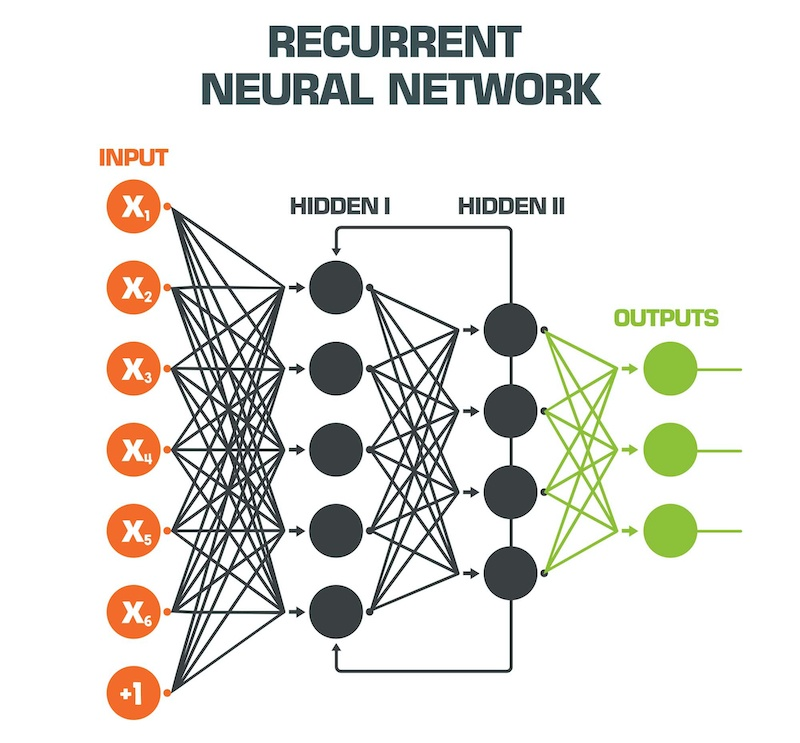 RECURRENT
NEURAL NETWORK
INPUT
HIDDEN I
HIDDEN II
OUTPUTS
X₁
X₂
X₃
X₄
X₅
X₆
+1